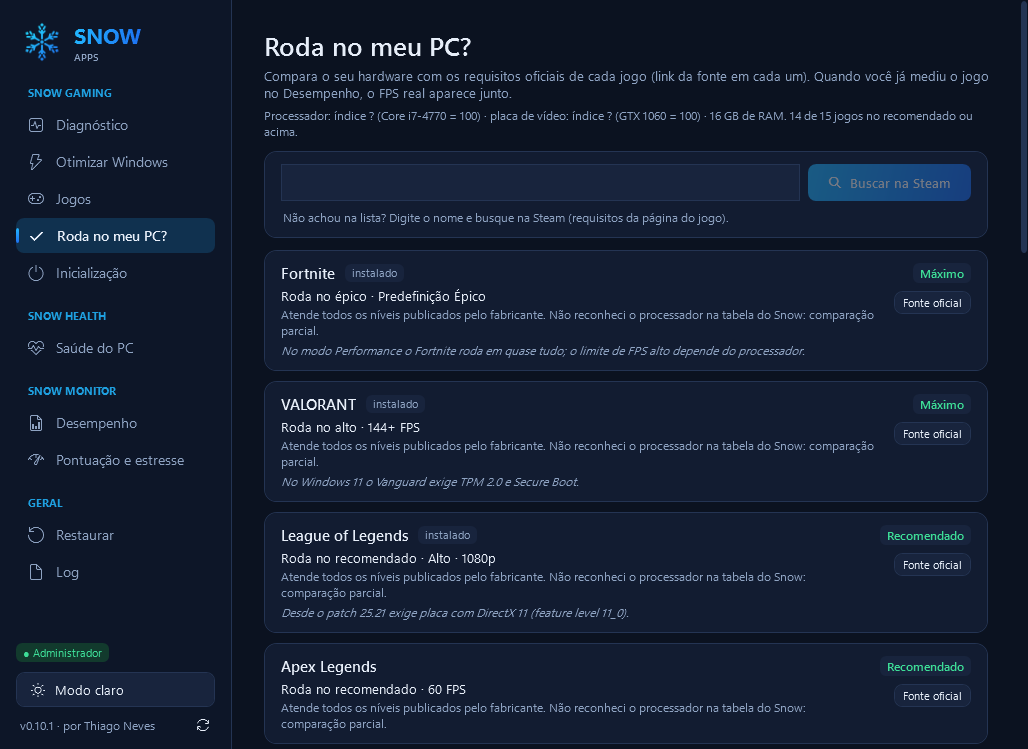 SNOW
APPS
SNOW GAMING
Diagnóstico
Otimizar Windows
Jogos
Roda no meu PC?
Inicialização
SNOW HEALTH
Saúde do PC
SNOW MONITOR
Desempenho
Pontuação e estresse
GERAL
Restaurar
Log
Administrador
Modo claro
v0.10.1 · por Thiago Neves
Roda no meu PC?
Compara o seu hardware com os requisitos oficiais de cada jogo (link da fonte em cada um). Quando você já mediu o jogo
no Desempenho, o FPS real aparece junto.
Processador: índice ? (Core i7-4770 = 100) · placa de vídeo: índice ? (GTX 1060 = 100) · 16 GB de RAM. 14 de 15 jogos no recomendado ou
acima.
Buscar na Steam
Não achou na lista? Digite o nome e busque na Steam (requisitos da página do jogo).
Fortnite instalado
Máximo
Roda no épico · Predefinição Épico
Fonte oficial
Atende todos os níveis publicados pelo fabricante. Não reconheci o processador na tabela do Snow: comparação
parcial.
No modo Performance o Fortnite roda em quase tudo; o limite de FPS alto depende do processador.
VALORANT instalado
Máximo
Roda no alto · 144+ FPS
Fonte oficial
Atende todos os níveis publicados pelo fabricante. Não reconheci o processador na tabela do Snow: comparação
parcial.
No Windows 11 o Vanguard exige TPM 2.0 e Secure Boot.
League of Legends instalado
Recomendado
Roda no recomendado · Alto · 1080p
Fonte oficial
Atende todos os níveis publicados pelo fabricante. Não reconheci o processador na tabela do Snow:
comparação parcial.
Desde o patch 25.21 exige placa com DirectX 11 (feature level 11_0).
Apex Legends
Recomendado
Roda no recomendado · 60 FPS
Fonte oficial
Atende todos os níveis publicados pelo fabricante. Não reconheci o processador na tabela do Snow:
comparação parcial.